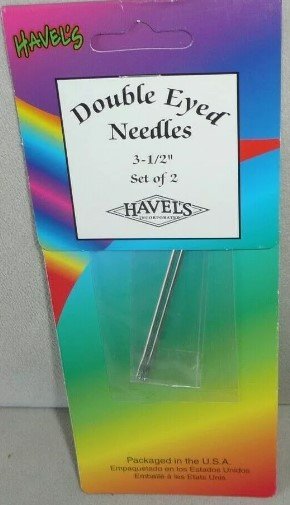 HAVEL'S
Double Eyed
Needles
3-1/2"
Set of 2
HAVEL'S
INCORPORATED
Packaged in the U.S.A.
Empaquetado en los Estados Unidos
Emballé à les États Unis